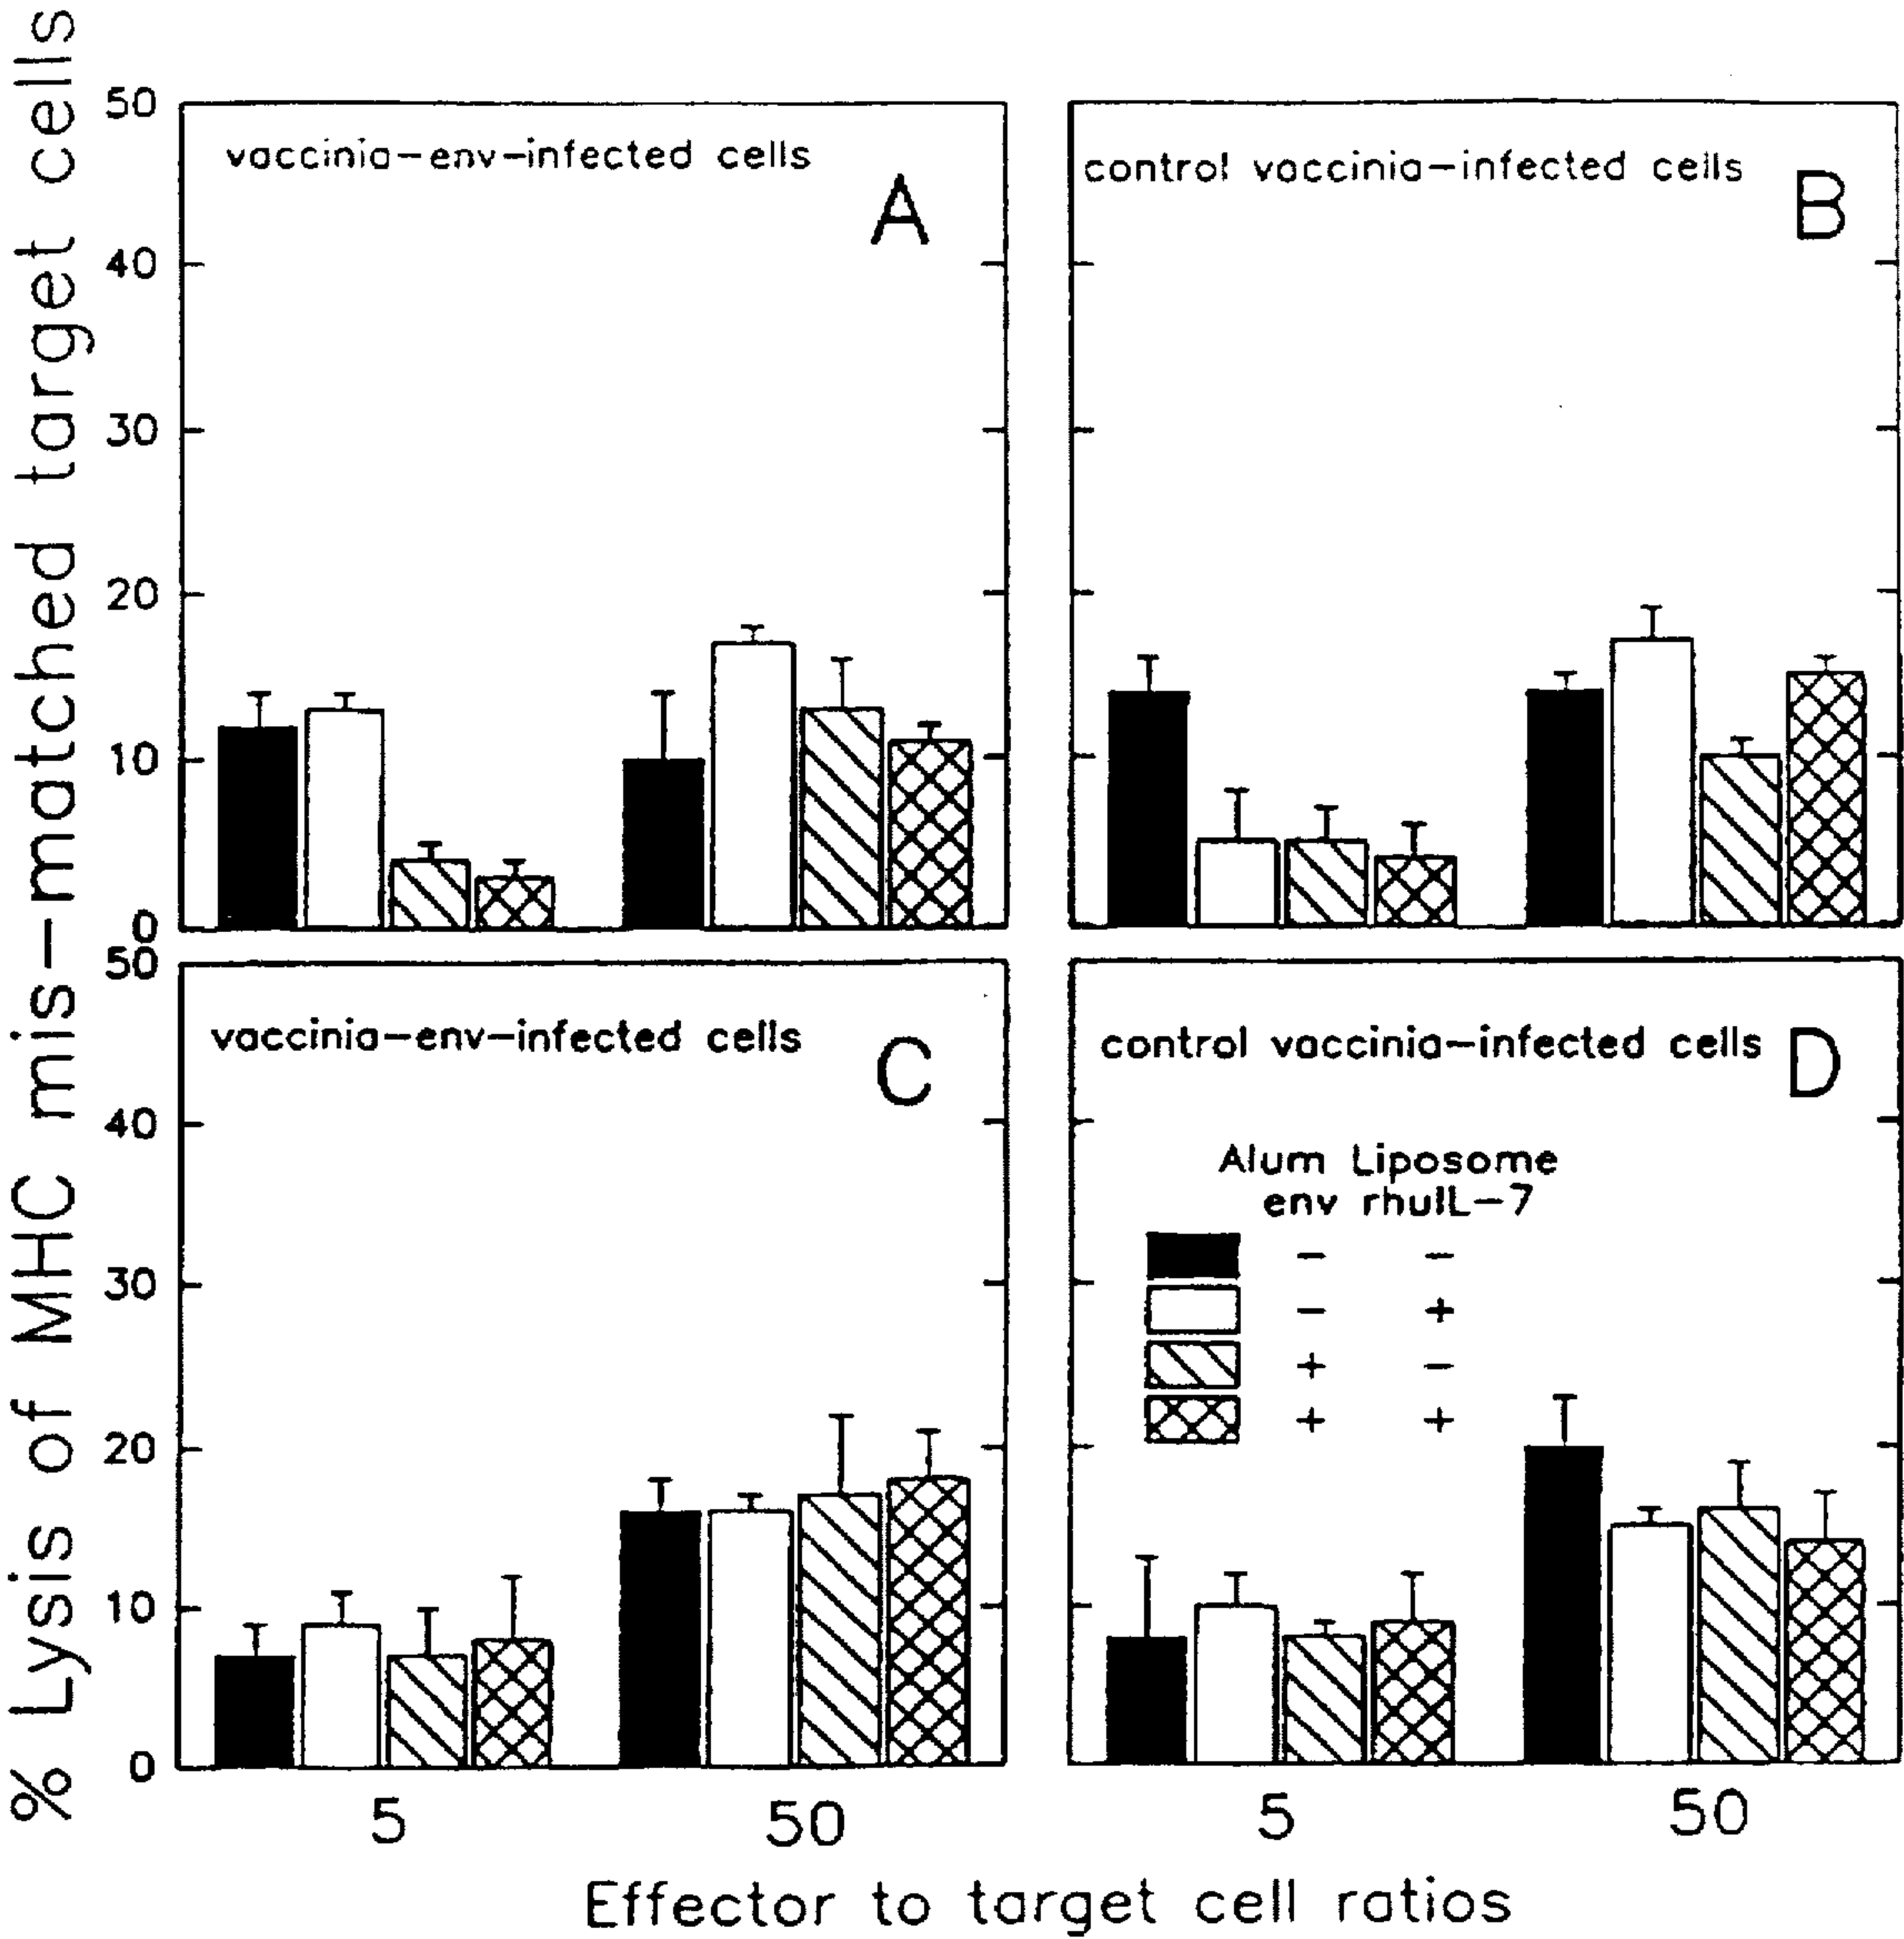 % Lysis of MHC mis-matched target cells
50
40
30
20
10
0
vaccinia-env-infected cells
A
control vaccinia-infected cells
B
50
40
30
20
10
0
vaccinia-env-infected cells
C
control vaccinia-infected cells
D
Alum Liposome
env rhuIL-7
- -
- +
+ -
+ +
5
50
5
50
Effector to target cell ratios